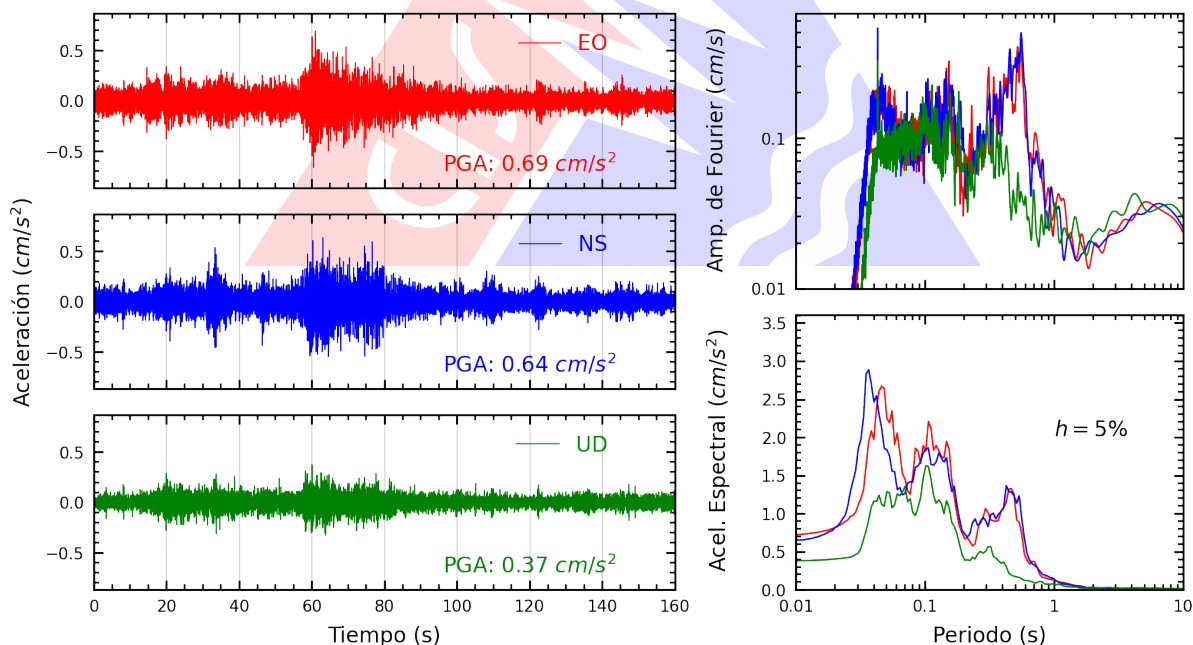 Aceleración (cm/s²)
0.5
0.0
−0.5
EO
PGA: 0.69 cm/s²
0.5
0.0
−0.5
NS
PGA: 0.64 cm/s²
0.5
0.0
−0.5
UD
PGA: 0.37 cm/s²
0 20 40 60 80 100 120 140 160
Tiempo (s)
Amp. de Fourier (cm/s)
0.1
0.01
Acel. Espectral (cm/s²)
3.5
3.0
2.5
2.0
1.5
1.0
0.5
0.0
h = 5%
0.01 0.1 1 10
Periodo (s)